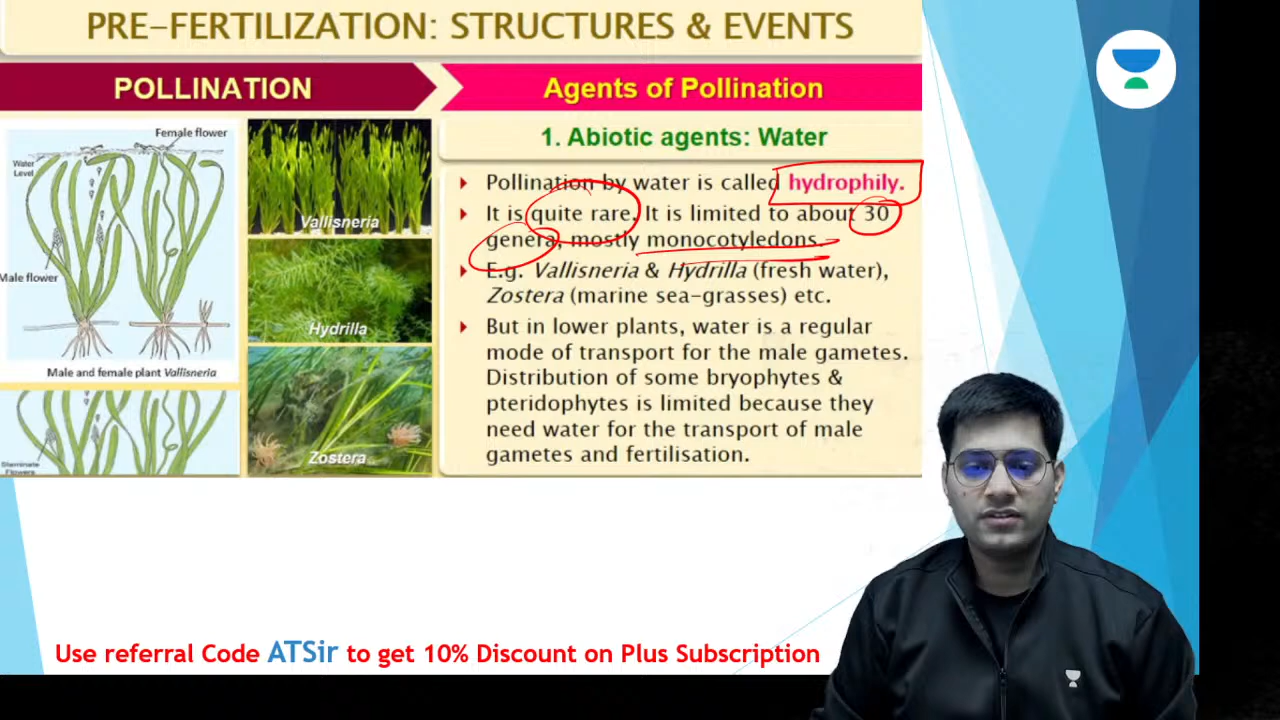 PRE-FERTILIZATION: STRUCTURES & EVENTS
POLLINATION
Agents of Pollination
1. Abiotic agents: Water
Female flower
Water
Level
Male flower
Male and female plant Vallisneria
Staminate
Flowers
Vallisneria
Hydrilla
Zostera
Pollination by water is called hydrophily.
It is quite rare. It is limited to about 30
genera, mostly monocotyledons.
E.g. Vallisneria & Hydrilla (fresh water),
Zostera (marine sea-grasses) etc.
But in lower plants, water is a regular
mode of transport for the male gametes.
Distribution of some bryophytes &
pteridophytes is limited because they
need water for the transport of male
gametes and fertilisation.
Use referral Code ATSir to get 10% Discount on Plus Subscription